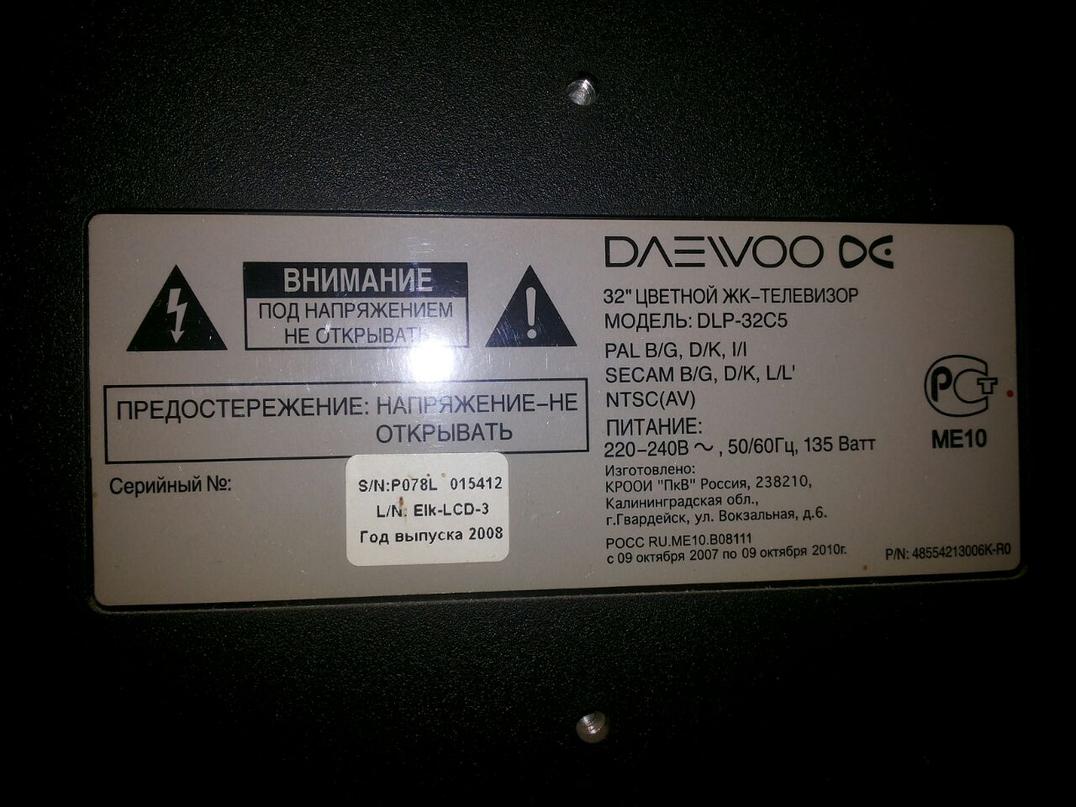 ВНИМАНИЕ
ПОД НАПРЯЖЕНИЕМ
НЕ ОТКРЫВАТЬ
ПРЕДОСТЕРЕЖЕНИЕ: НАПРЯЖЕНИЕ-НЕ
ОТКРЫВАТЬ
Серийный №:
S/N:P078L 015412
L/N: Elk-LCD-3
Год выпуска 2008
DAEWOO
32" ЦВЕТНОЙ ЖК-ТЕЛЕВИЗОР
МОДЕЛЬ: DLP-32C5
PAL B/G, D/K, I/I
SECAM B/G, D/K, L/L'
NTSC(AV)
ПИТАНИЕ:
220-240В ~ , 50/60Гц, 135 Ватт
Изготовлено:
КРООИ "ПкВ" Россия, 238210,
Калининградская обл.,
г.Гвардейск, ул. Вокзальная, д.6.
РОСС RU.ME10.B08111
с 09 октября 2007 по 09 октября 2010г.
P/N: 48554213006K-R0
РСТ
ME10